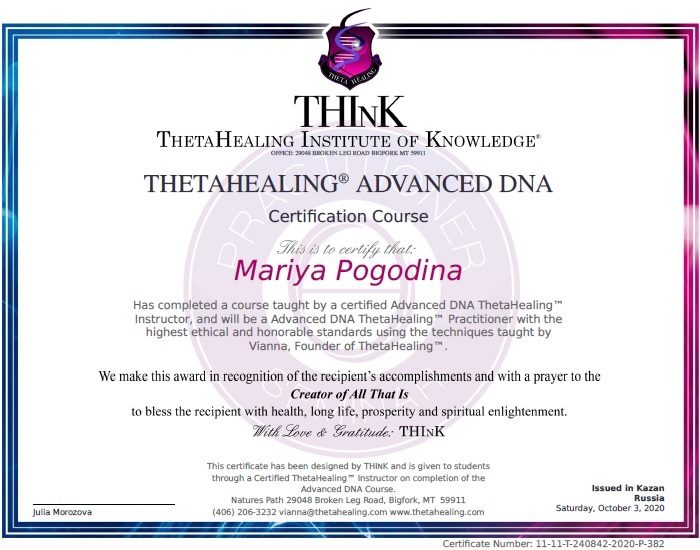 THETA HEALING
THInK
THETAHEALING INSTITUTE OF KNOWLEDGE®
OFFICE: 29048 BROKEN LEG ROAD BIGFORK MT 59911
PRACTITIONER
THETAHEALING® ADVANCED DNA
Certification Course
This is to certify that:
Mariya Pogodina
Has completed a course taught by a certified Advanced DNA ThetaHealing™
Instructor, and will be a Advanced DNA ThetaHealing™ Practitioner with the
highest ethical and honorable standards using the techniques taught by
Vianna, Founder of ThetaHealing™.
We make this award in recognition of the recipient's accomplishments and with a prayer to the
Creator of All That Is
to bless the recipient with health, long life, prosperity and spiritual enlightenment.
With Love & Gratitude: THInK
This certificate has been designed by THINK and is given to students
through a Certified ThetaHealing™ Instructor on completion of the
Advanced DNA Course.
Natures Path 29048 Broken Leg Road, Bigfork, MT 59911
(406) 206-3232 vianna@thetahealing.com www.thetahealing.com
Julia Morozova
Issued in Kazan
Russia
Saturday, October 3, 2020
Certificate Number: 11-11-T-240842-2020-P-382